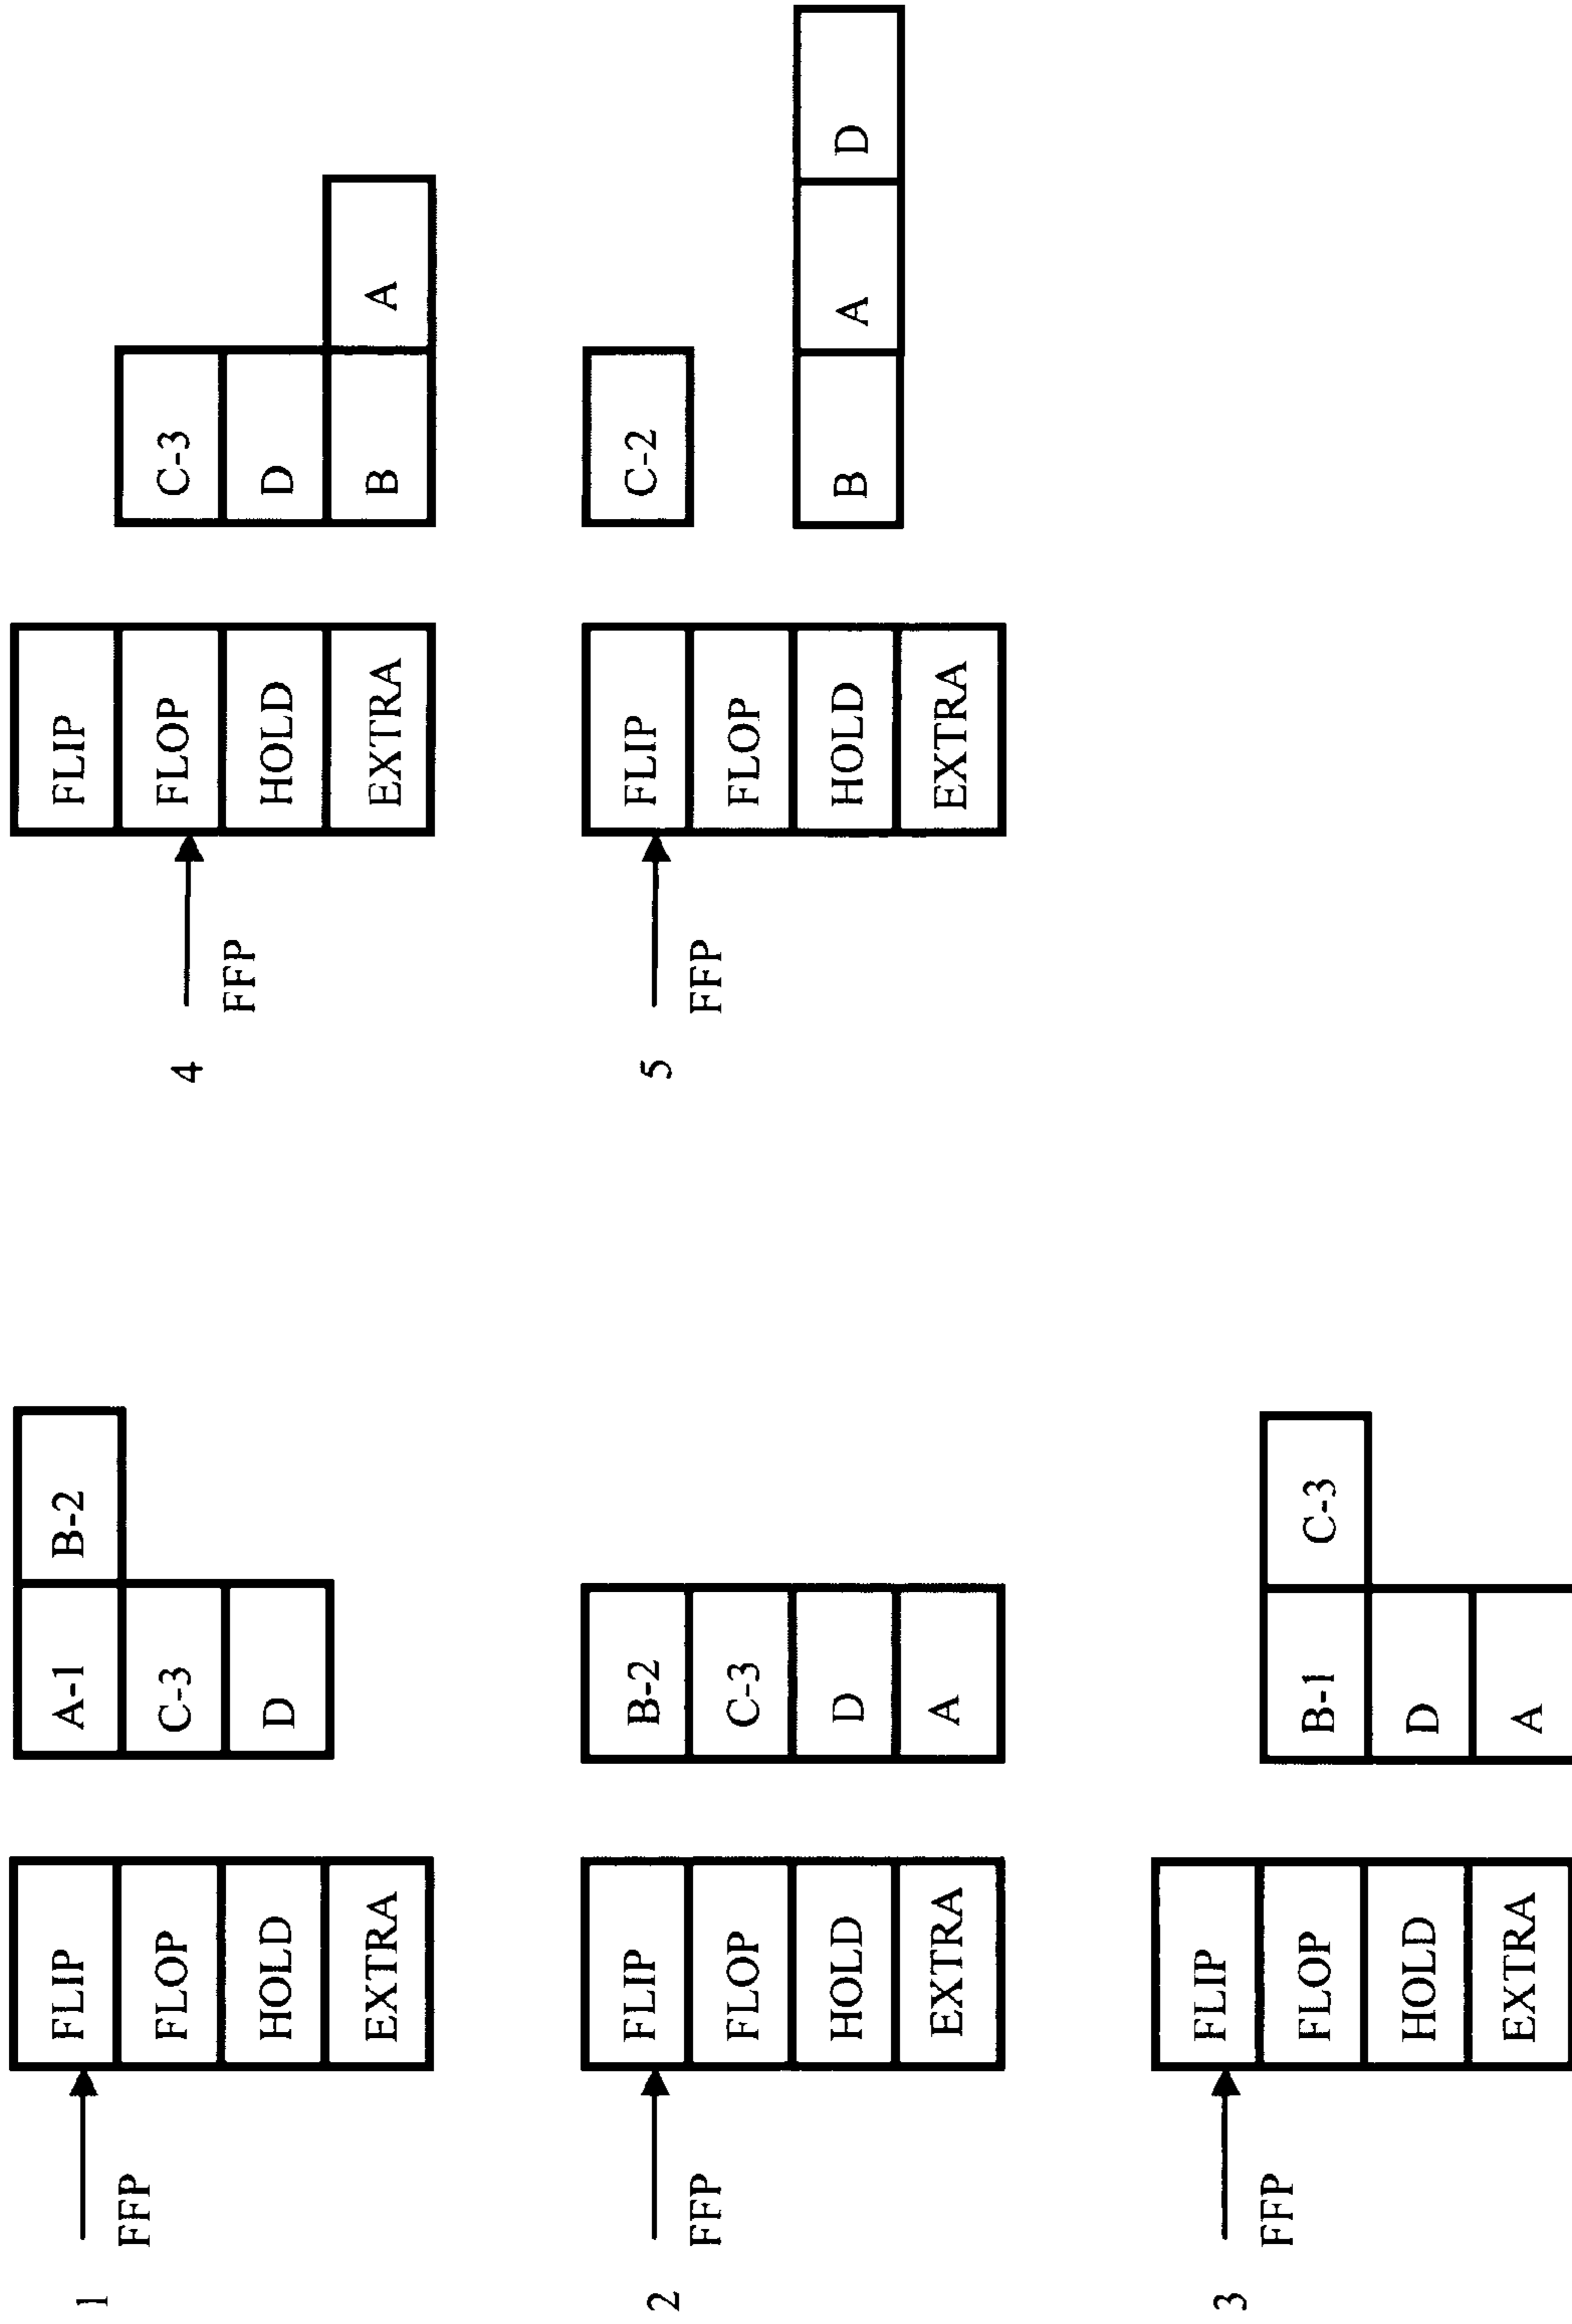 1
FFP
FLIP
A-1
B-2
FLOP
C-3
HOLD
D
EXTRA
2
FFP
FLIP
B-2
FLOP
C-3
HOLD
D
EXTRA
A
3
FFP
FLIP
FLOP
B-1
C-3
HOLD
D
EXTRA
A
4
FFP
FLIP
FLOP
C-3
HOLD
D
EXTRA
B
A
5
FFP
FLIP
C-2
FLOP
HOLD
B
A
D
EXTRA